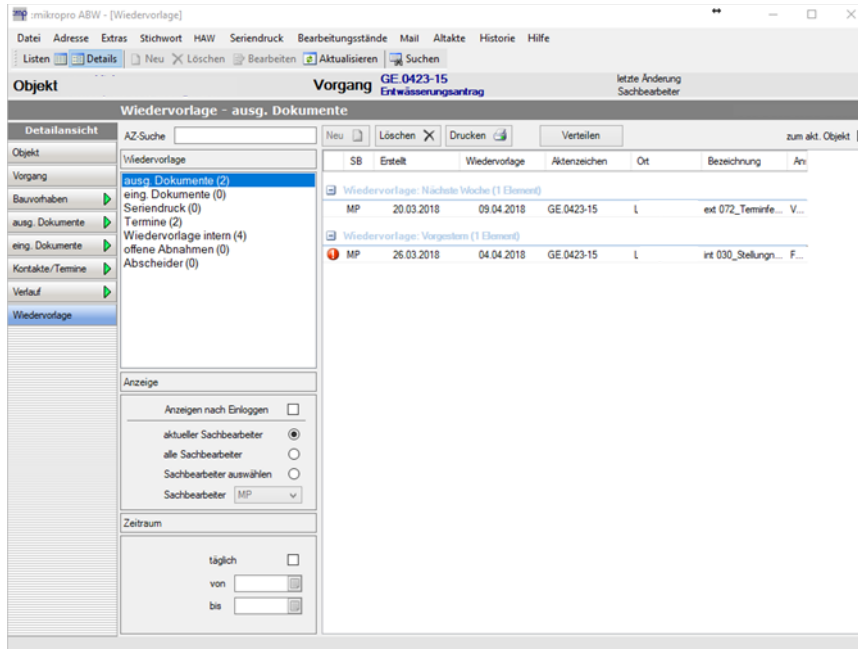 :mikropro ABW - [Wiedervorlage]
Datei Adresse Extras Stichwort HAW Seriendruck Bearbeitungsstände Mail Altakte Historie Hilfe
Listen Details Neu Löschen Bearbeiten Aktualisieren Suchen
Objekt Vorgang GE.0423-15 letzte Änderung
Entwässerungsantrag Sachbearbeiter
Wiedervorlage - ausg. Dokumente
Detailansicht
Objekt
Vorgang
Bauvorhaben
ausg. Dokumente
eing. Dokumente
Kontakte/Termine
Verlauf
Wiedervorlage
AZ-Suche
Wiedervorlage
ausg. Dokumente (2)
eing. Dokumente (0)
Seriendruck (0)
Termine (2)
Wiedervorlage intern (4)
offene Abnahmen (0)
Abscheider (0)
Anzeige
Anzeigen nach Einloggen
aktueller Sachbearbeiter
alle Sachbearbeiter
Sachbearbeiter auswählen
Sachbearbeiter MP
Zeitraum
täglich
von
bis
Neu Löschen Drucken Verteilen zum akt. Objekt
SB Erstellt Wiedervorlage Aktenzeichen Ort Bezeichnung An
Wiedervorlage: Nächste Woche (1 Element)
MP 20.03.2018 09.04.2018 GE.0423-15 L ext 072_Terminfe... V...
Wiedervorlage: Vorgestern (1 Element)
MP 26.03.2018 04.04.2018 GE.0423-15 L int 030_Stellungn... F...